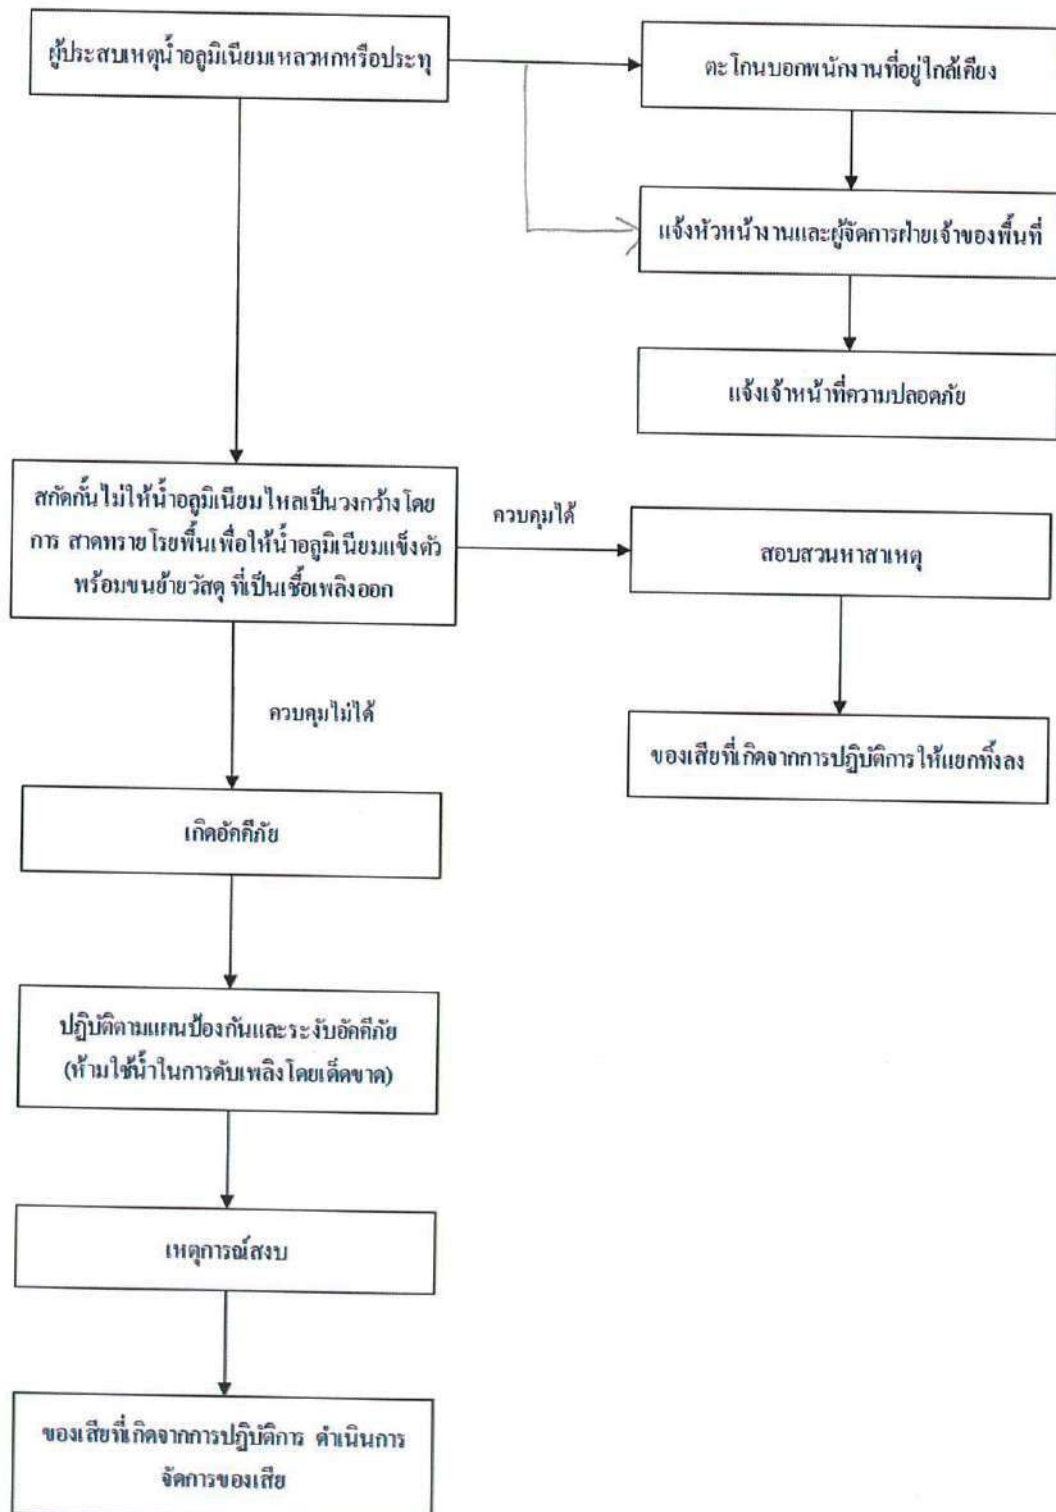 ผู้ประสบเหตุน้ำอลูมิเนียมเหลวหกหรือประทุ
ตะโกนบอกพนักงานที่อยู่ใกล้เคียง
แจ้งหัวหน้างานและผู้จัดการฝ่ายเจ้าของพื้นที่
แจ้งเจ้าหน้าที่ความปลอดภัย
สกัดกั้นไม่ให้น้ำอลูมิเนียมไหลเป็นวงกว้างโดย
การ สาดทรายโรยพื้นเพื่อให้น้ำอลูมิเนียมแข็งตัว
พร้อมขนย้ายวัสดุ ที่เป็นเชื้อเพลิงออก
ควบคุมได้
สอบสวนหาสาเหตุ
ของเสียที่เกิดจากการปฏิบัติการให้แยกทิ้งลง
ควบคุมไม่ได้
เกิดอัคคีภัย
ปฏิบัติตามแผนป้องกันและระงับอัคคีภัย
(ห้ามใช้น้ำในการดับเพลิงโดยเด็ดขาด)
เหตุการณ์สงบ
ของเสียที่เกิดจากการปฏิบัติการ ดำเนินการ
จัดการของเสีย